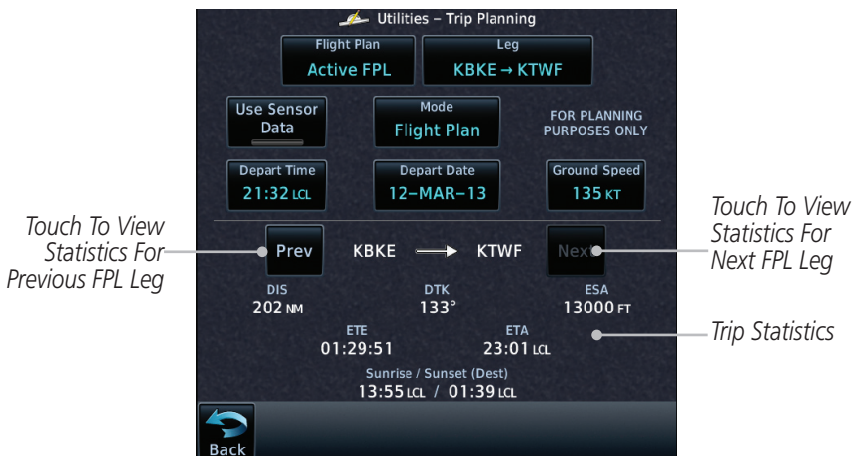 Utilities – Trip Planning
Flight Plan
Active FPL
Leg
KBKE → KTWF
Use Sensor
Data
Mode
Flight Plan
FOR PLANNING
PURPOSES ONLY
Depart Time
21:32 LCL
Depart Date
12–MAR–13
Ground Speed
135 KT
Touch To View
Statistics For
Previous FPL Leg
Prev
KBKE → KTWF
Next
Touch To View
Statistics For
Next FPL Leg
DIS
202 NM
DTK
133°
ESA
13000 FT
ETE
01:29:51
ETA
23:01 LCL
Trip Statistics
Sunrise / Sunset (Dest)
13:55 LCL / 01:39 LCL
Back